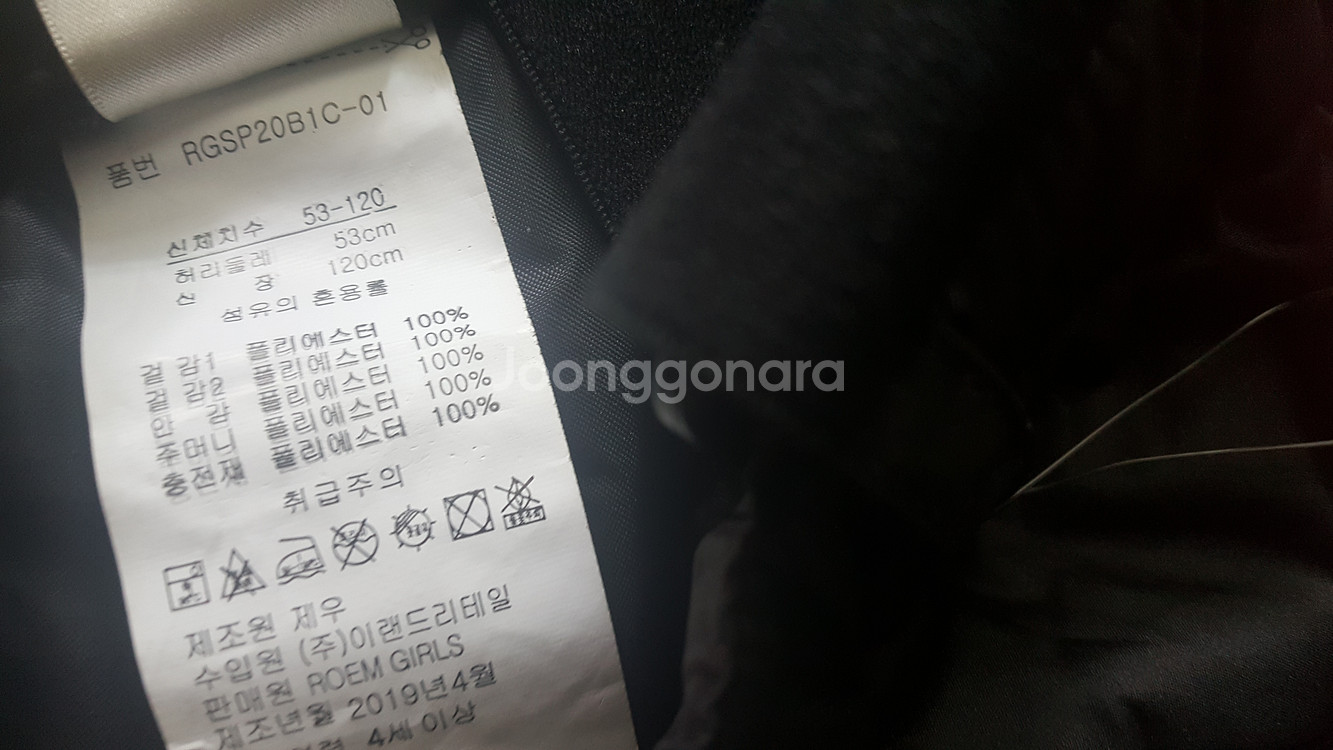 품번 RGSP20B1C-01
신체치수 53-120
허리둘레 53cm
신 장 120cm
섬유의 혼용률
겉 감1 폴리에스터 100%
겉 감2 폴리에스터 100%
안 감 폴리에스터 100%
주머니 폴리에스터 100%
충전재 폴리에스터 100%
취급주의
제조원 제우
수입원 (주)이랜드리테일
판매원 ROEM GIRLS
제조년월 2019년4월
4세 이상
Joonggonara